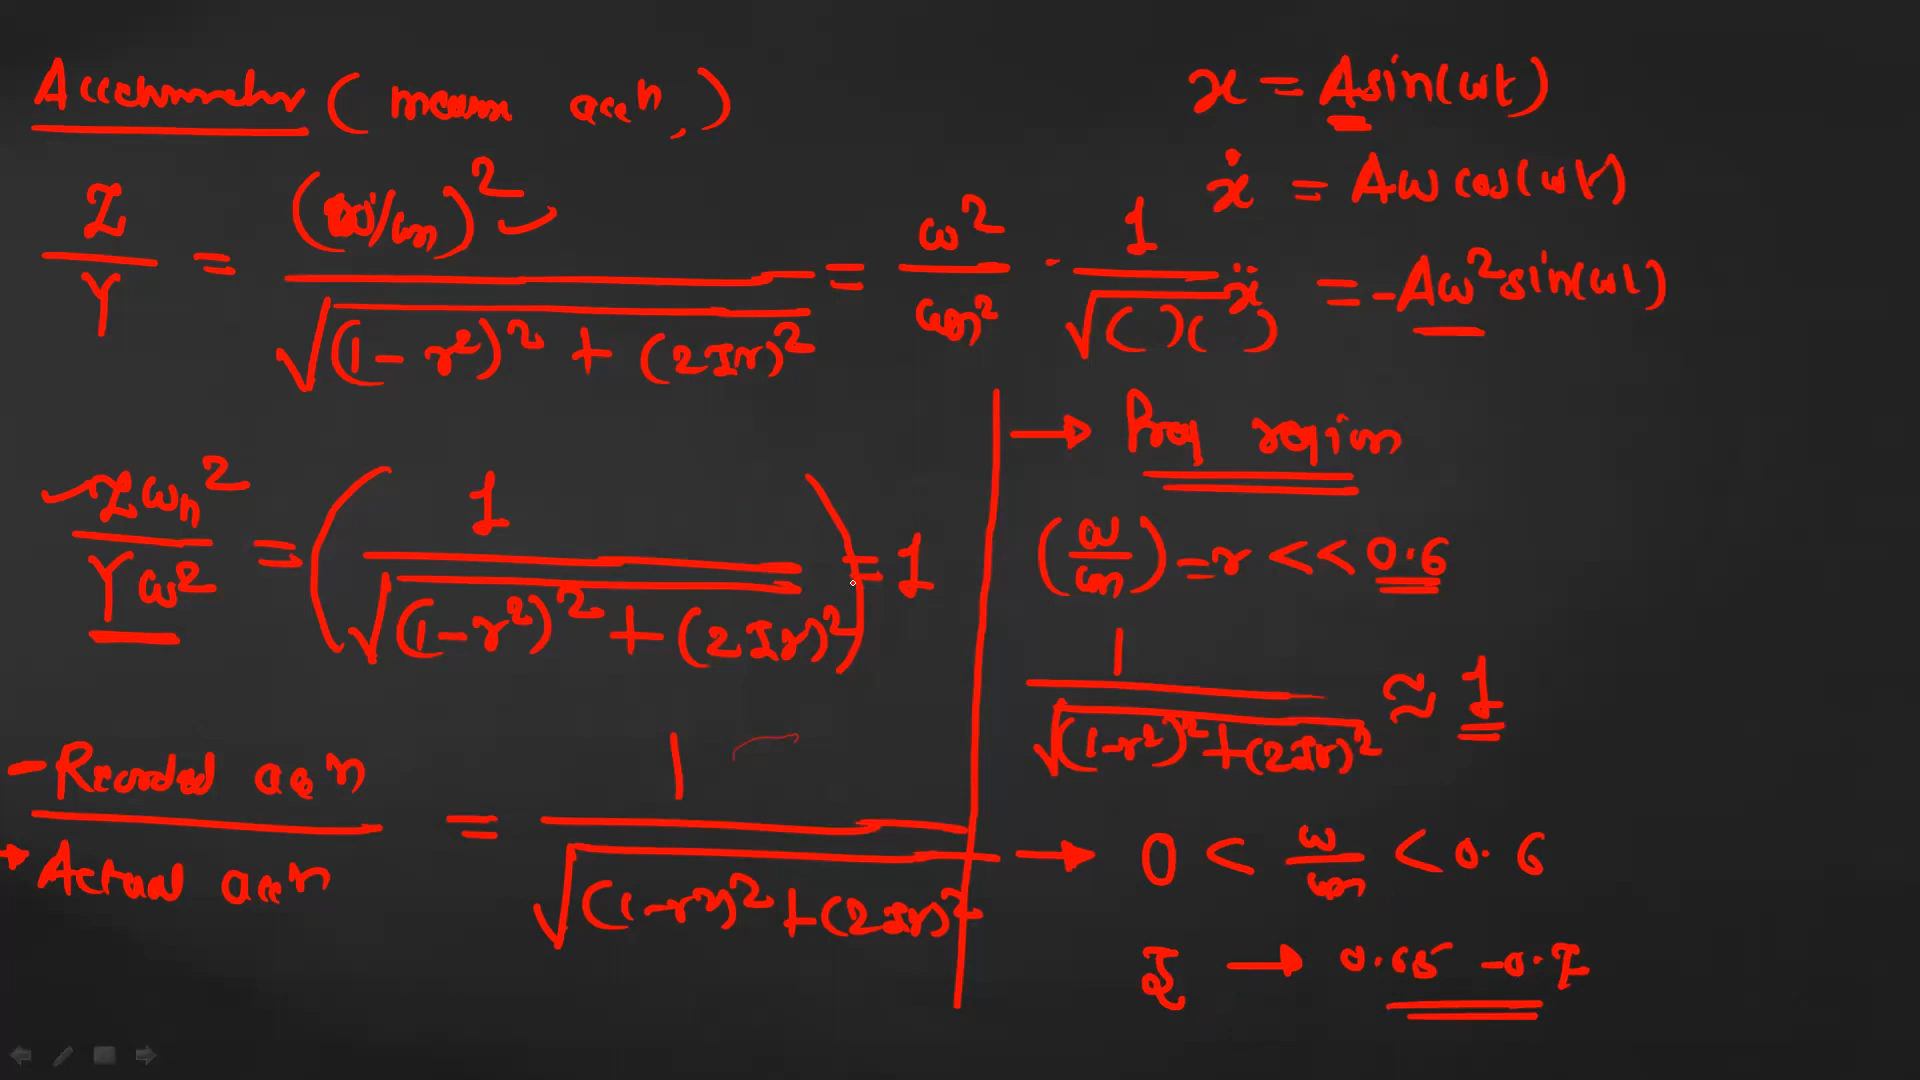 Accelerometer (measure accⁿ,)
Z/Y = (ω/ωn)² / √((1-r²)² + (2ξr)²) = ω²/ωn² · 1/√( )( )
Zωn²/Yω² = (1/√((1-r²)² + (2ξr)²)) = 1
Recorded accⁿ / Actual accⁿ = 1/√((1-r²)² + (2ξr)²)
x = Asin(ωt)
ẋ = Aω cos(ωt)
ẍ = -Aω² sin(ωt)
→ Freq region
(ω/ωn) = r << 0.6
1/√((1-r²)² + (2ξr)²) ≈ 1
→ 0 < ω/ωn < 0.6
ξ → 0.65 - 0.7